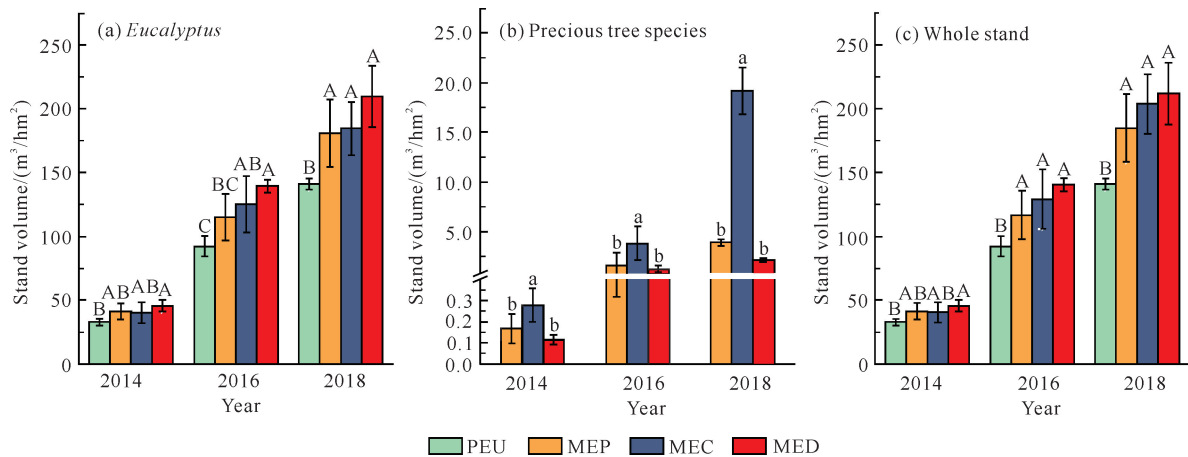 (a) Eucalyptus
Stand volume/(m³/hm²)
250
200
150
100
50
0
B AB AB A
C BC AB A
B A A A
2014 2016 2018
Year
(b) Precious tree species
Stand volume/(m³/hm²)
25.0
20.0
15.0
10.0
5.0
0.3
0.2
0.1
0.0
b a b
b a b
b a b
2014 2016 2018
Year
(c) Whole stand
Stand volume/(m³/hm²)
250
200
150
100
50
0
B AB AB A
B A A A
B A A A
2014 2016 2018
Year
PEU MEP MEC MED